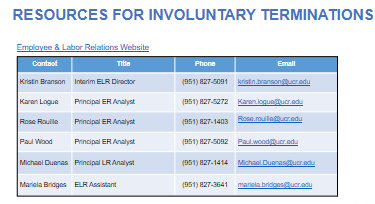 RESOURCES FOR INVOLUNTARY TERMINATIONS
Employee & Labor Relations Website
Contact Title Phone Email
Kristin Branson Interim ELR Director (951) 827-5091 kristin.branson@ucr.edu
Karen Logue Principal ER Analyst (951) 827-5272 Karen.logue@ucr.edu
Rose Rouille Principal ER Analyst (951) 827-1403 Rose.rouille@ucr.edu
Paul Wood Principal ER Analyst (951) 827-5092 Paul.wood@ucr.edu
Michael Duenas Principal LR Analyst (951) 827-1414 Michael.Duenas@ucr.edu
Mariela Bridges ELR Assistant (951) 827-3641 mariela.bridges@ucr.edu